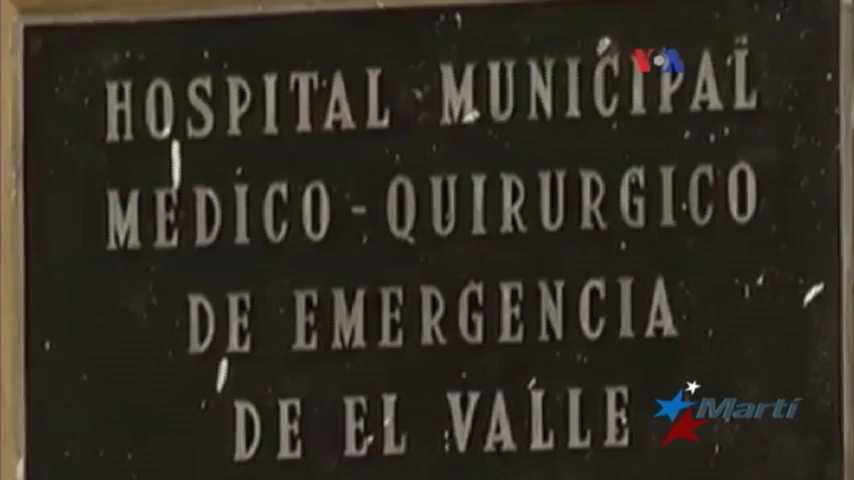 VOA
HOSPITAL MUNICIPAL
MEDICO-QUIRURGICO
DE EMERGENCIA
DE EL VALLE
Martí